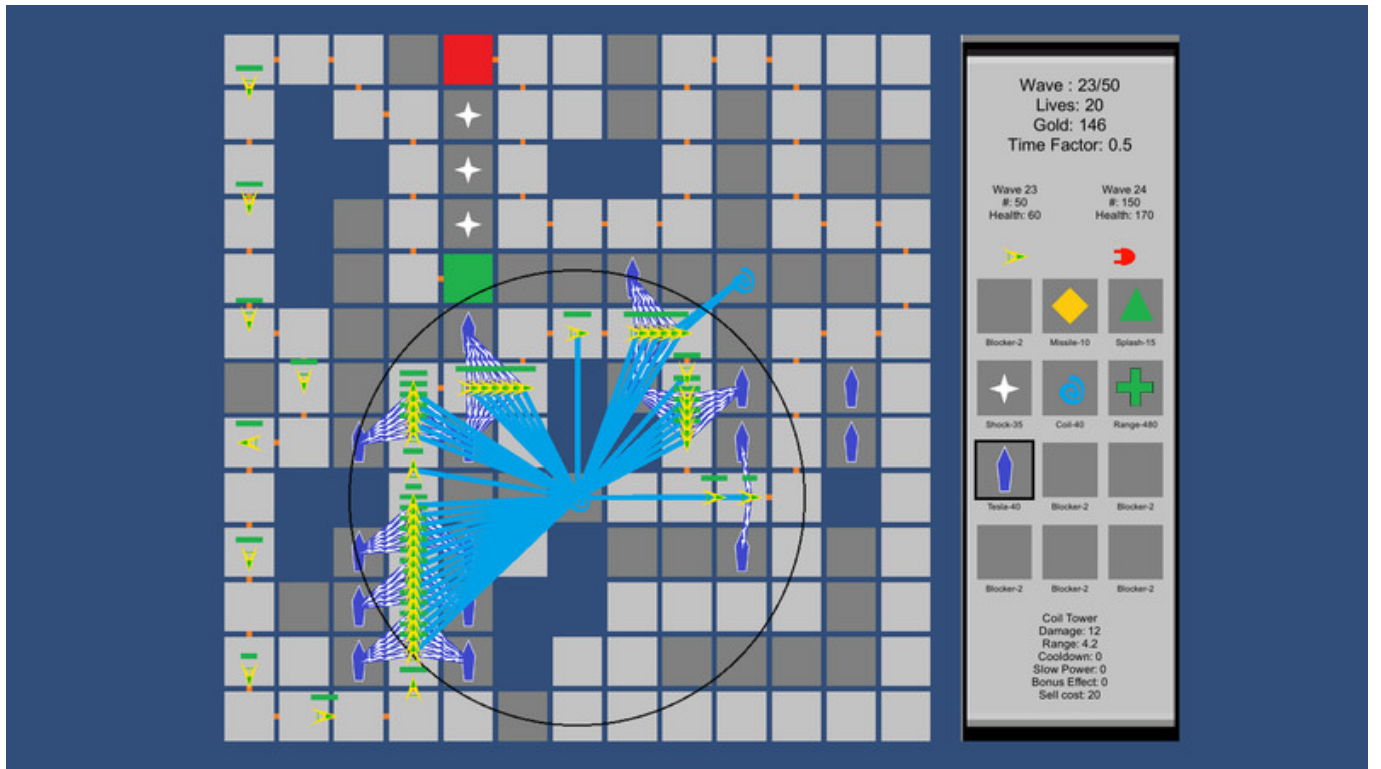 Wave : 23/50
Lives: 20
Gold: 146
Time Factor: 0.5
Wave 23
#: 50
Health: 60
Wave 24
#: 150
Health: 170
Blocker-2
Missile-10
Splash-15
Shock-35
Coil-40
Range-480
Tesla-40
Blocker-2
Blocker-2
Blocker-2
Blocker-2
Blocker-2
Coil Tower
Damage: 12
Range: 4.2
Cooldown: 0
Slow Power: 0
Bonus Effect: 0
Sell cost: 20